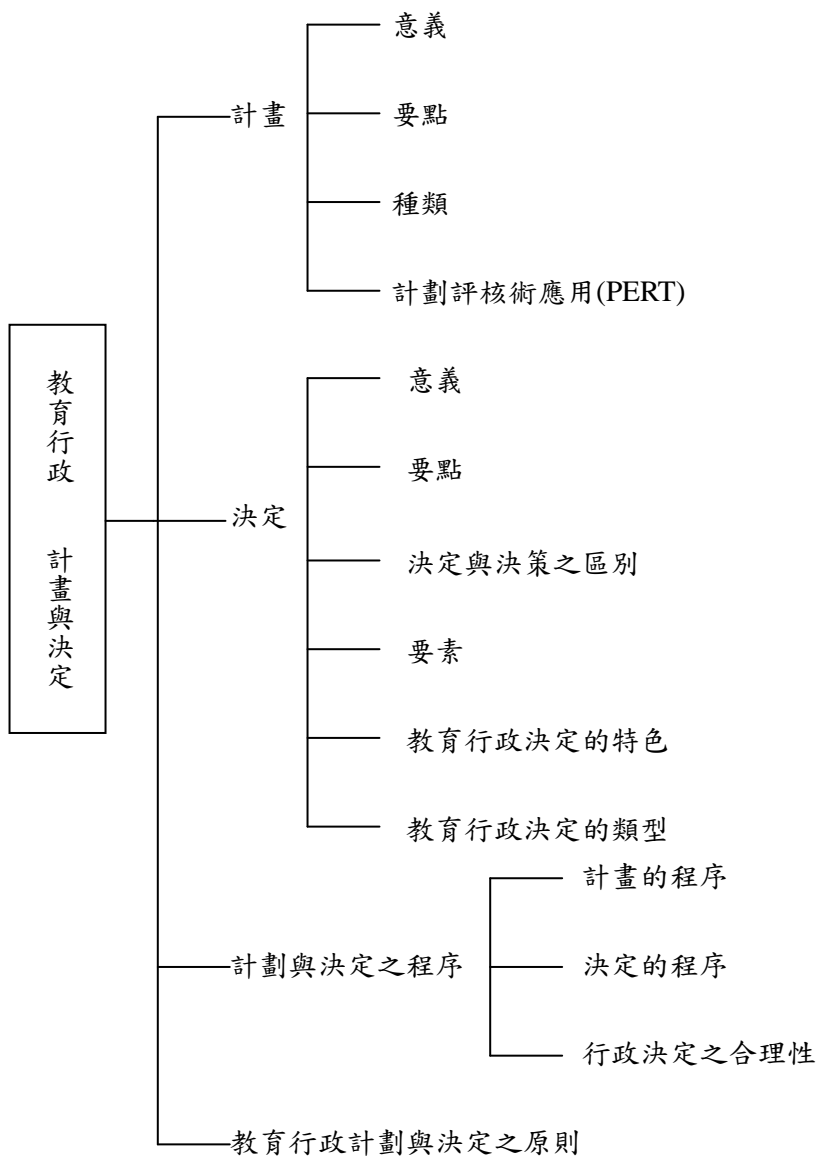 教育行政 計畫與決定
計畫
意義
要點
種類
計劃評核術應用(PERT)
決定
意義
要點
決定與決策之區別
要素
教育行政決定的特色
教育行政決定的類型
計劃與決定之程序
計畫的程序
決定的程序
行政決定之合理性
教育行政計劃與決定之原則